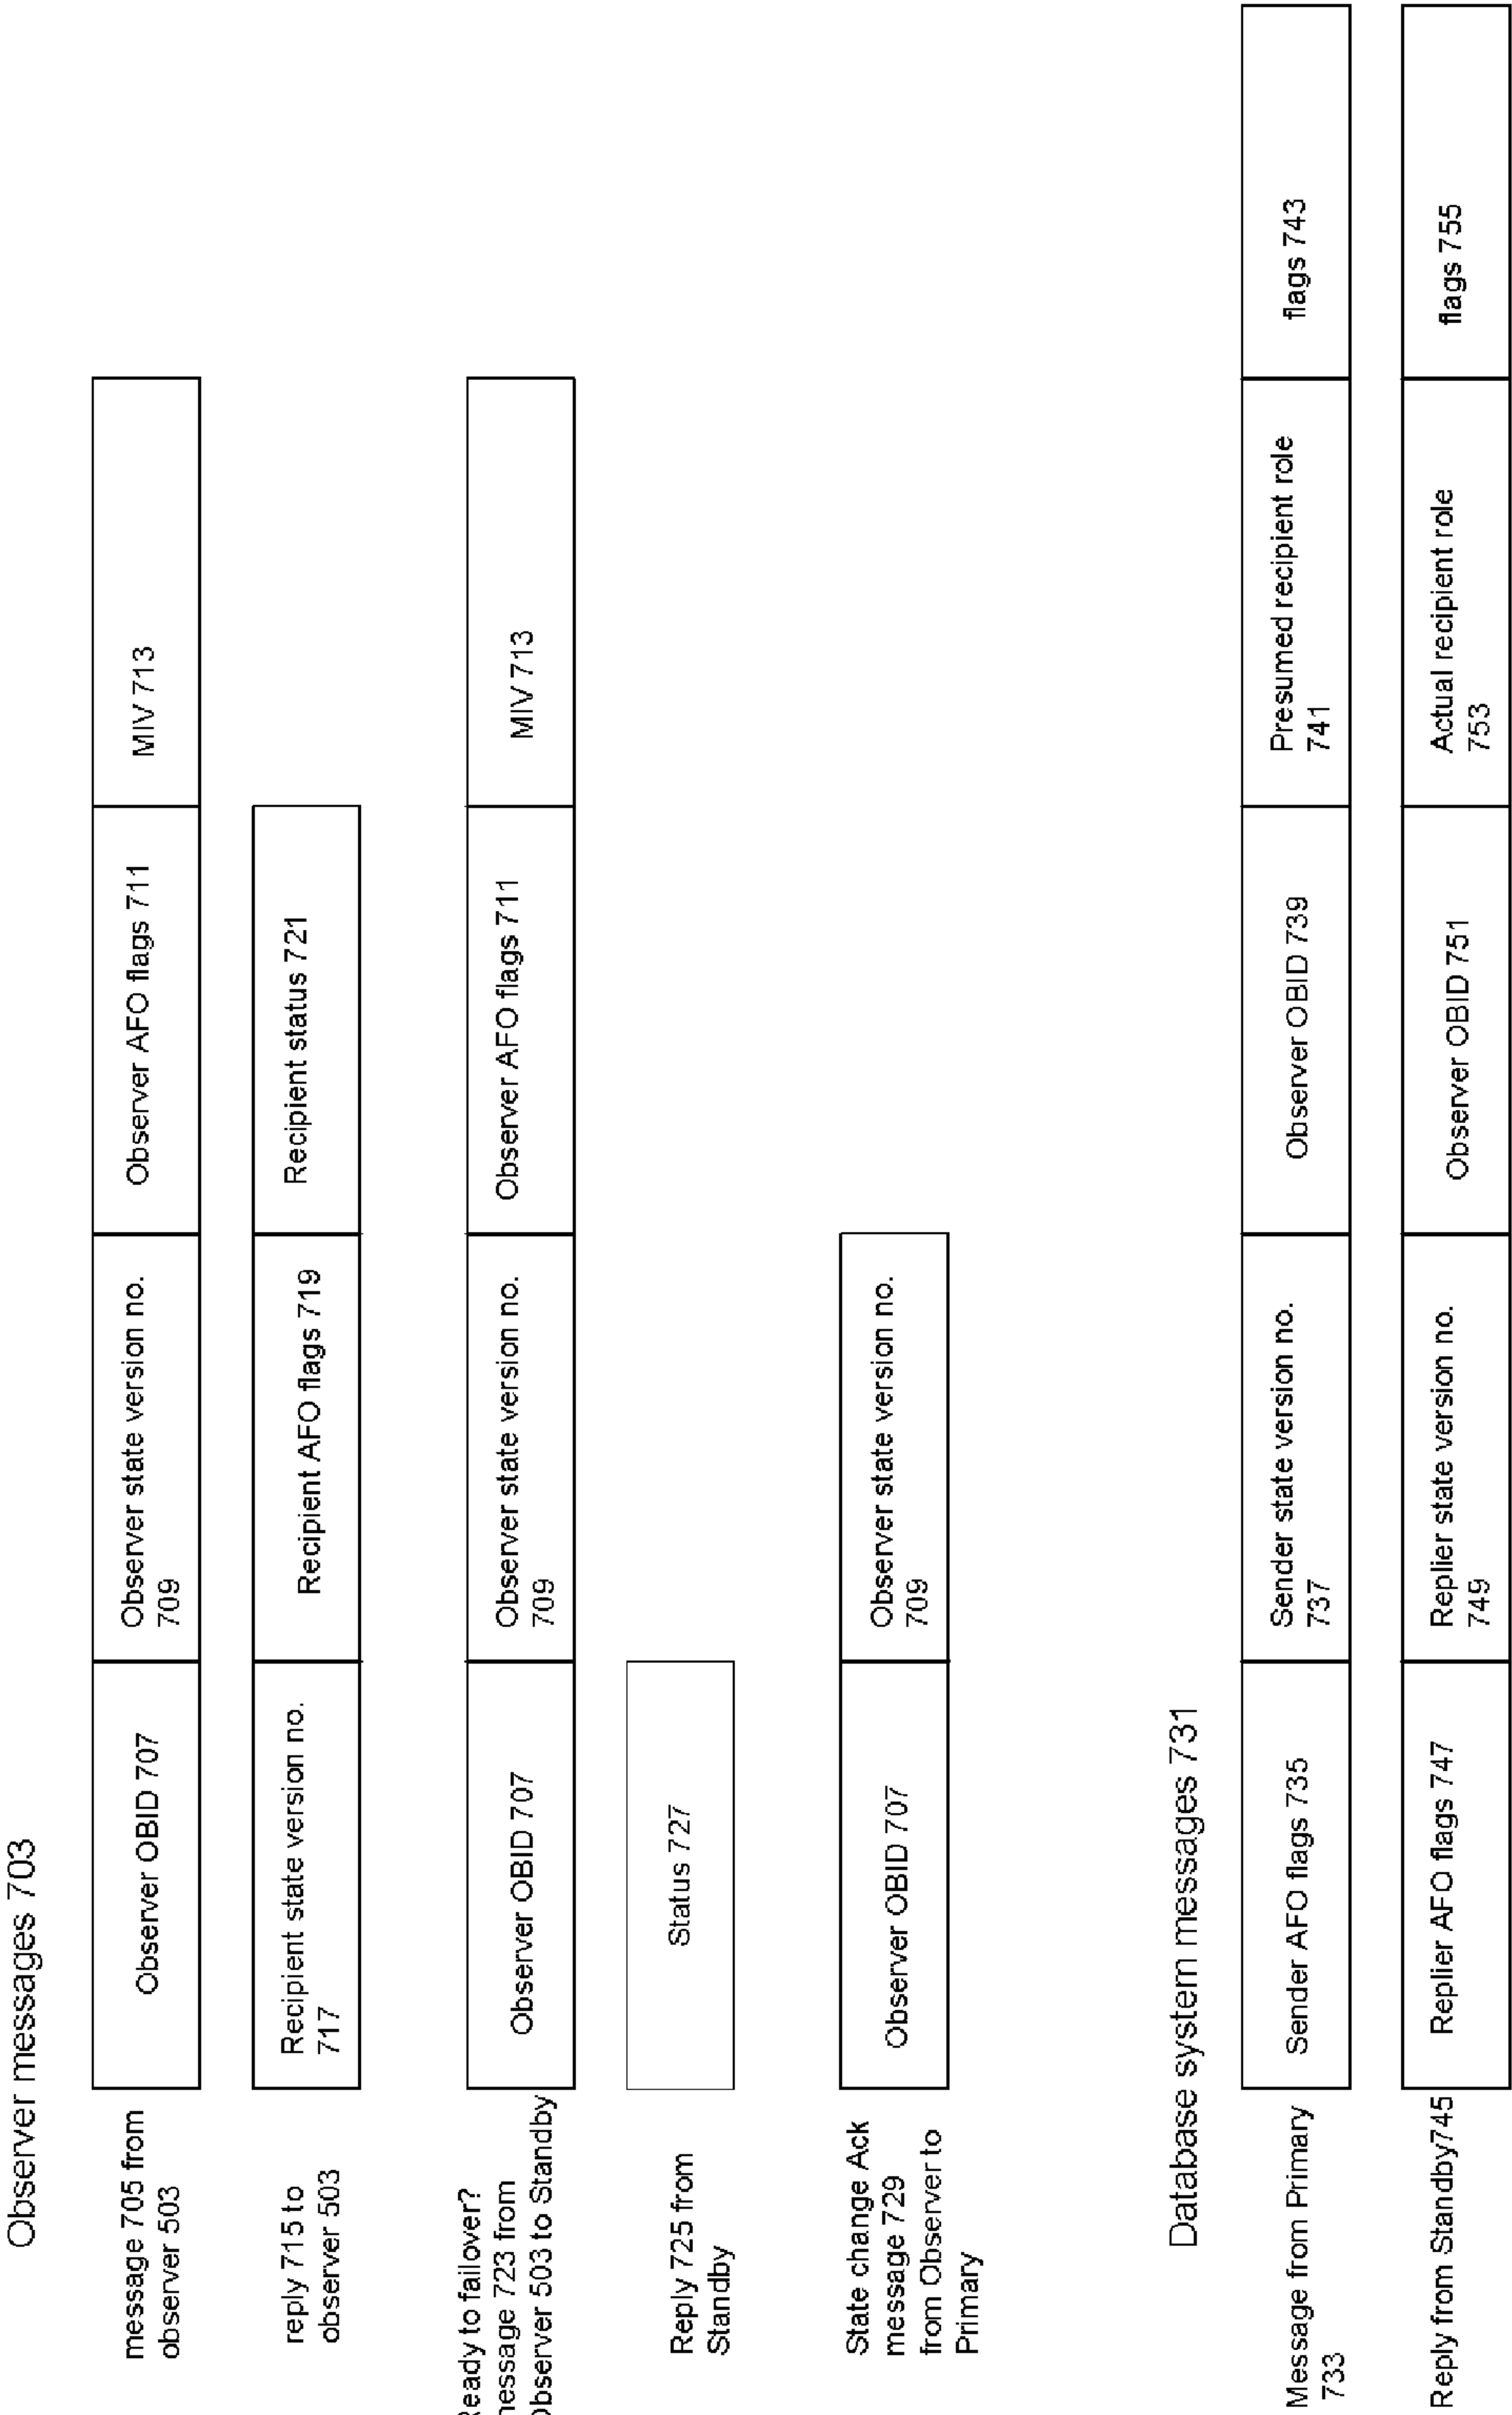 Observer messages 703
message 705 from
observer 503
Observer OBID 707
Observer state version no.
709
Observer AFO flags 711
MIV 713
reply 715 to
observer 503
Recipient state version no.
717
Recipient AFO flags 719
Recipient status 721
Ready to failover?
message 723 from
Observer 503 to Standby
Observer OBID 707
Observer state version no.
709
Observer AFO flags 711
MIV 713
Reply 725 from
Standby
Status 727
State change Ack
message 729
from Observer to
Primary
Observer OBID 707
Observer state version no.
709
Database system messages 731
Message from Primary
733
Sender AFO flags 735
Sender state version no.
737
Observer OBID 739
Presumed recipient role
741
flags 743
Reply from Standby745
Replier AFO flags 747
Replier state version no.
749
Observer OBID 751
Actual recipient role
753
flags 755